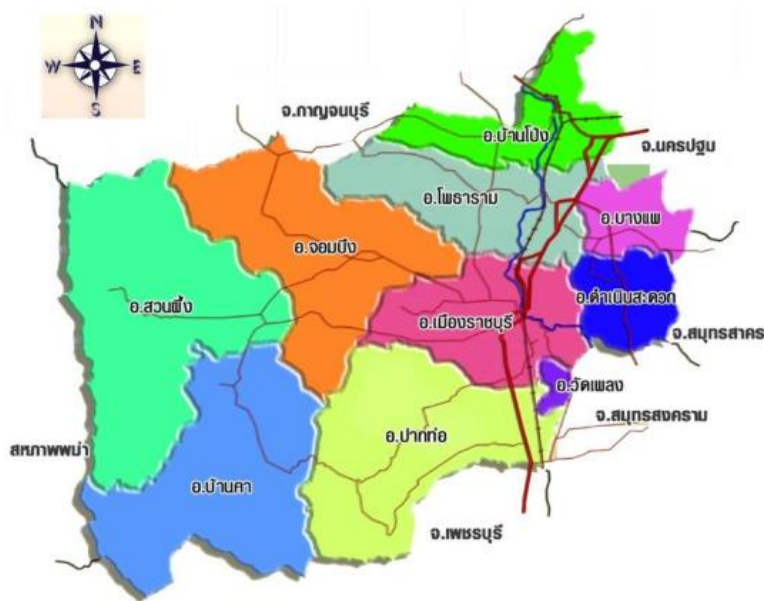 N
W E
S
จ.กาญจนบุรี
อ.บ้านโป่ง
จ.นครปฐม
อ.โพธาราม
อ.บางแพ
อ.จอมบึง
อ.สวนผึ้ง
อ.ดำเนินสะดวก
อ.เมืองราชบุรี
จ.สมุทรสาคร
อ.วัดเพลง
จ.สมุทรสงคราม
อ.ปากท่อ
สหภาพพม่า
อ.บ้านคา
จ.เพชรบุรี